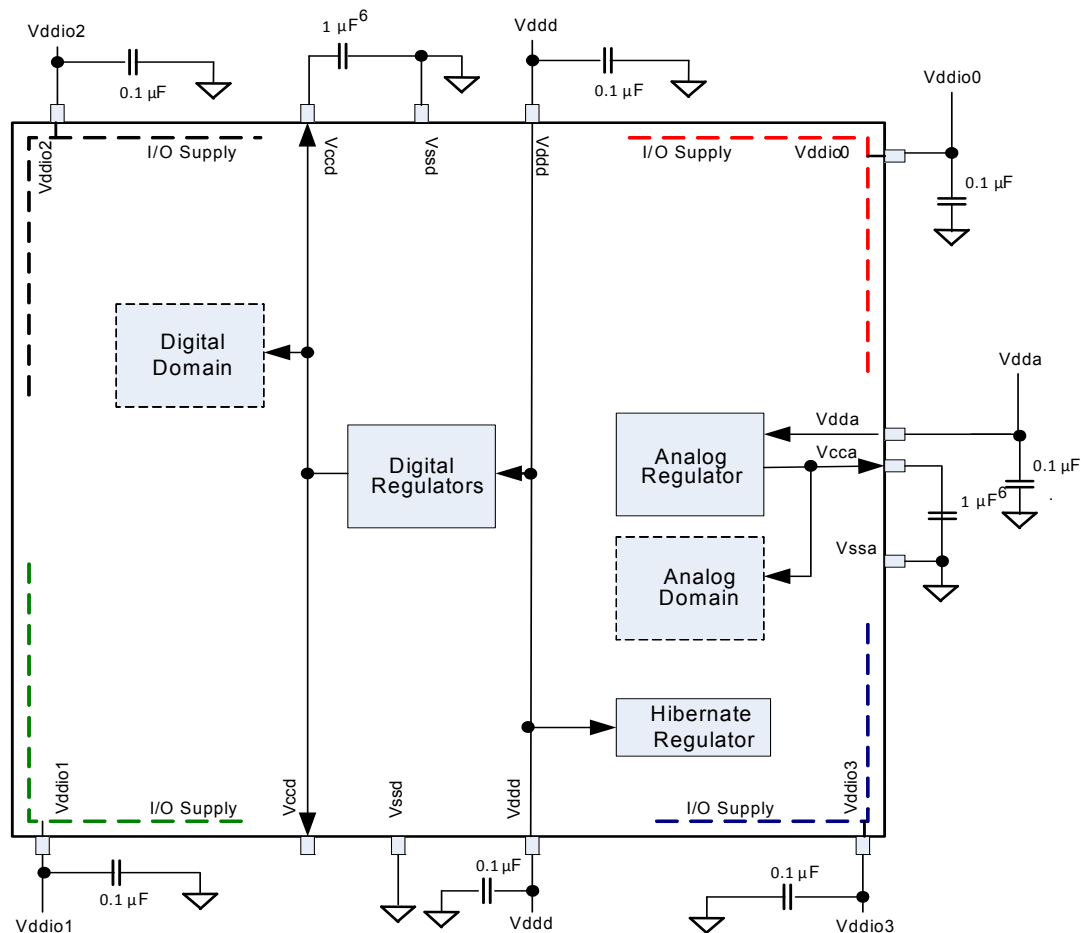 Vddio2
1 µF6
Vddd
0.1 µF
0.1 µF
Vddio0
0.1 µF
Vddio2
I/O Supply
Vccd
Vssd
Vddd
I/O Supply
Vddio0
Digital
Domain
Vdda
Digital
Regulators
Analog
Regulator
Vdda
Vcca
0.1 µF
.
1 µF6
Vssa
Analog
Domain
Hibernate
Regulator
Vddio1
I/O Supply
Vccd
Vssd
Vddd
I/O Supply
Vddio3
0.1 µF
0.1 µF
0.1 µF
Vddio1
Vddd
Vddio3